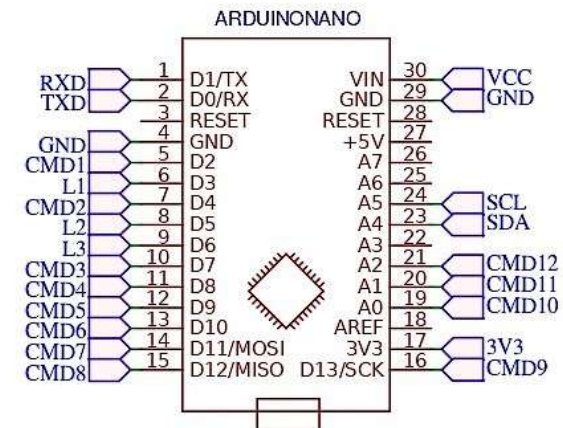 ARDUINONANO
RXD 1 D1/TX VIN 30 VCC
TXD 2 D0/RX GND 29 GND
3 RESET RESET 28
GND 4 GND +5V 27
CMD1 5 D2 A7 26
L1 6 D3 A6 25
CMD2 7 D4 A5 24 SCL
L2 8 D5 A4 23 SDA
L3 9 D6 A3 22
CMD3 10 D7 A2 21 CMD12
CMD4 11 D8 A1 20 CMD11
CMD5 12 D9 A0 19 CMD10
CMD6 13 D10 AREF 18
CMD7 14 D11/MOSI 3V3 17 3V3
CMD8 15 D12/MISO D13/SCK 16 CMD9